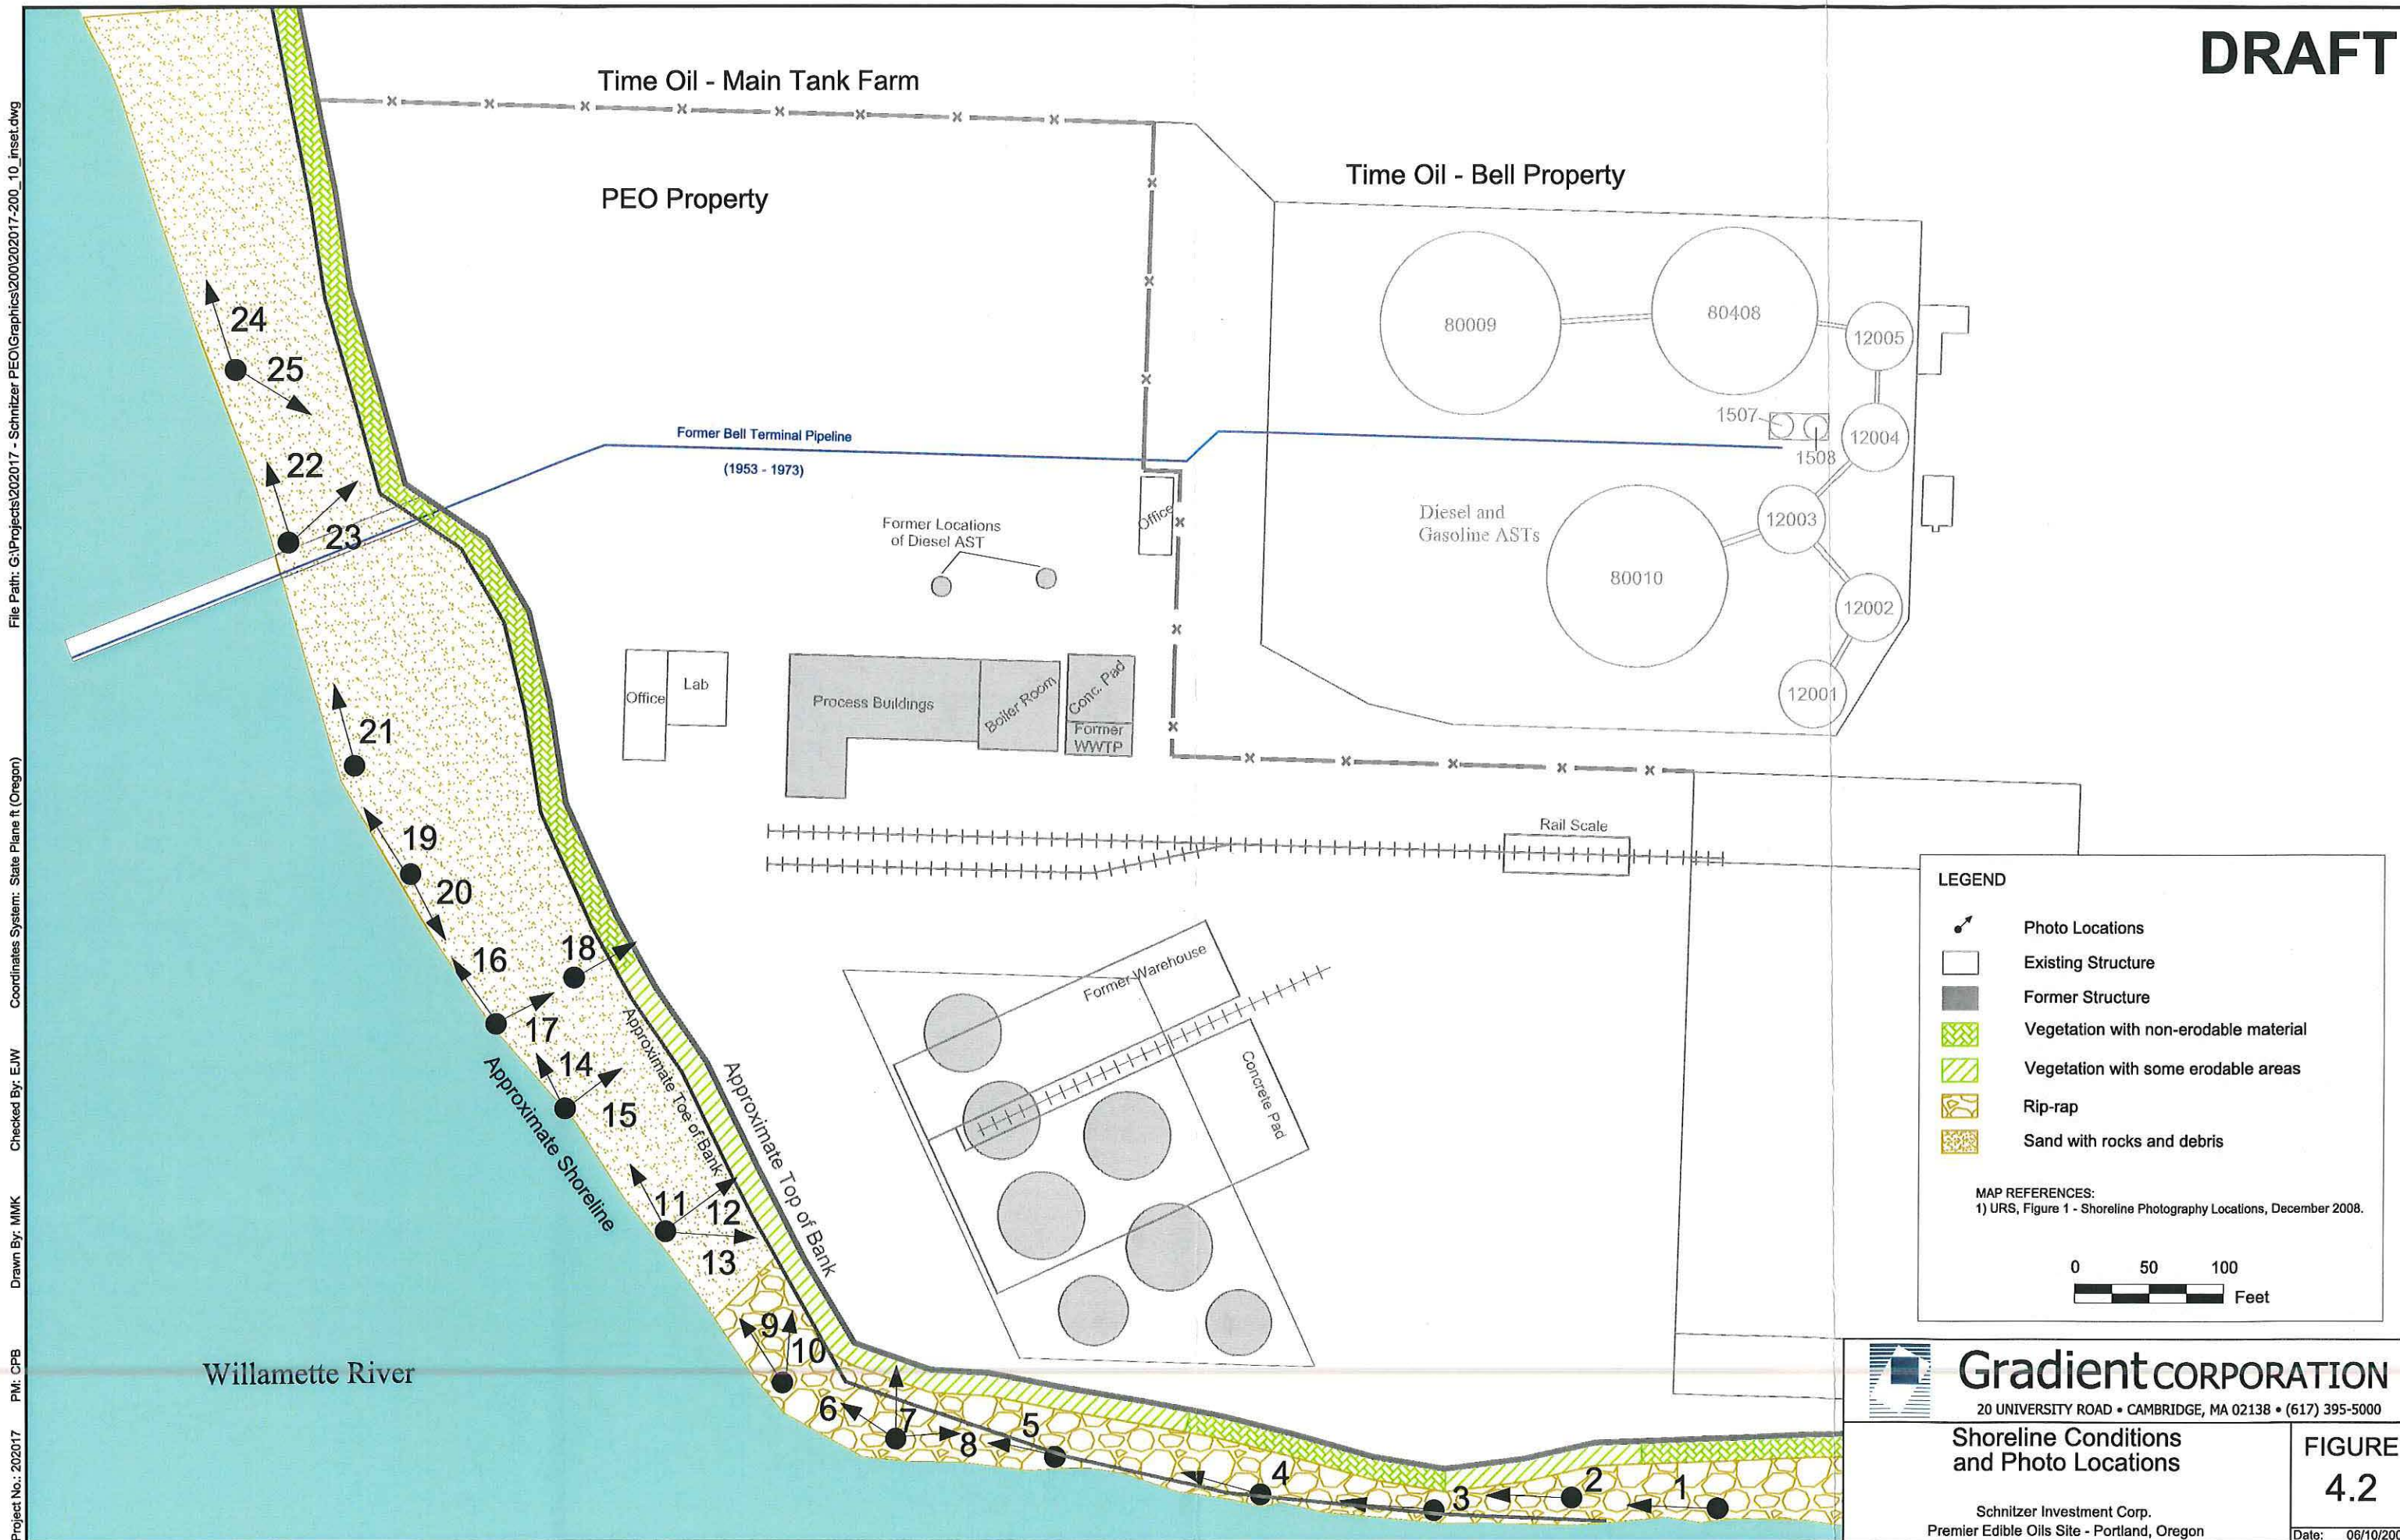 DRAFT
Time Oil - Main Tank Farm
PEO Property
Time Oil - Bell Property
80009
80408
12005
1507
1508
12004
12003
12002
12001
80010
Diesel and
Gasoline ASTs
Former Bell Terminal Pipeline
(1953 - 1973)
Former Locations
of Diesel AST
Office
Office
Lab
Process Buildings
Boiler Room
Conc. Pad
Former
WWTP
Rail Scale
Former Warehouse
Concrete Pad
24
25
22
23
21
19
20
16
18
17
14
15
11
12
13
9
10
6
7
8
5
4
3
2
1
Approximate Shoreline
Approximate Toe of Bank
Approximate Top of Bank
Willamette River
LEGEND
Photo Locations
Existing Structure
Former Structure
Vegetation with non-erodable material
Vegetation with some erodable areas
Rip-rap
Sand with rocks and debris
MAP REFERENCES:
1) URS, Figure 1 - Shoreline Photography Locations, December 2008.
0 50 100
Feet
Gradient CORPORATION
20 UNIVERSITY ROAD • CAMBRIDGE, MA 02138 • (617) 395-5000
Shoreline Conditions
and Photo Locations
Schnitzer Investment Corp.
Premier Edible Oils Site - Portland, Oregon
FIGURE
4.2
Date: 06/10/200
Project No.: 202017 PM: CPB Drawn By: MMK Checked By: EJW Coordinates System: State Plane ft (Oregon) File Path: G:\Projects\202017 - Schnitzer PEO\Graphics\200\202017-200_10_inset.dwg